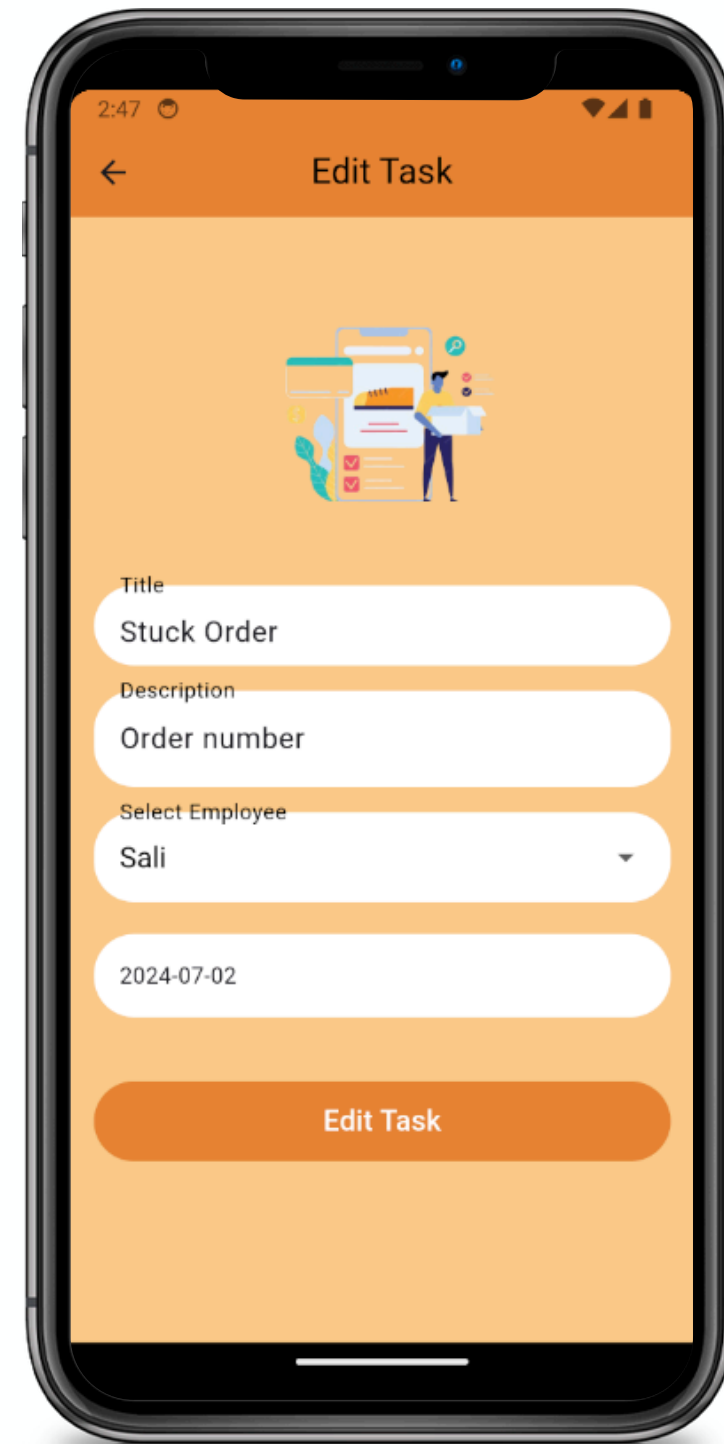 2:47
Edit Task
Title
Stuck Order
Description
Order number
Select Employee
Sali
2024-07-02
Edit Task